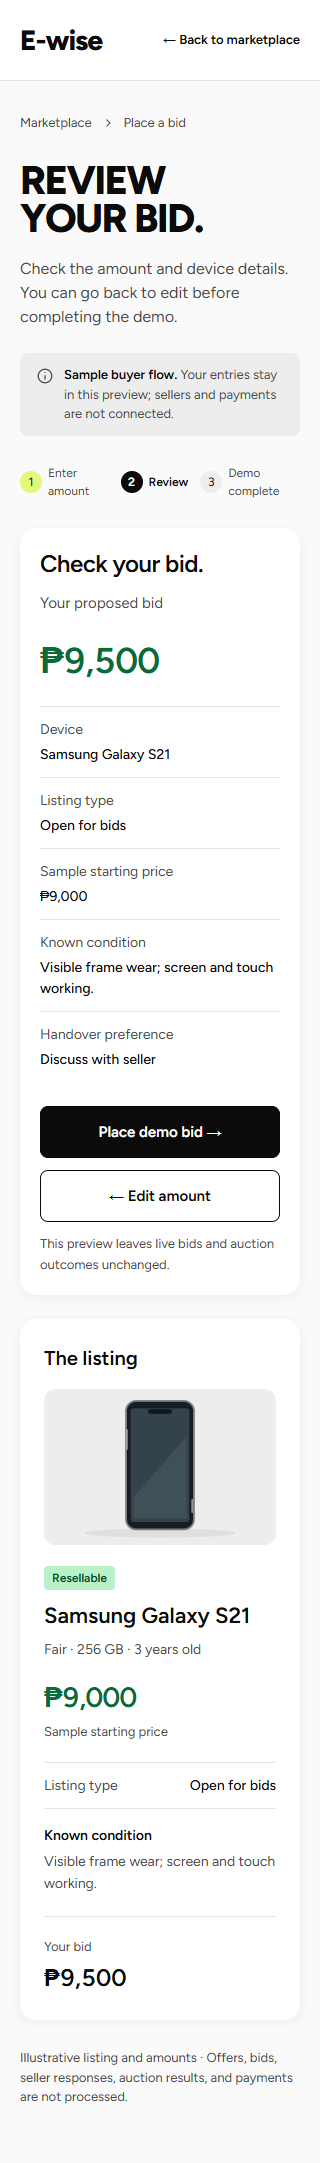 E-wise
← Back to marketplace
Marketplace > Place a bid
REVIEW
YOUR BID.
Check the amount and device details.
You can go back to edit before
completing the demo.
Sample buyer flow. Your entries stay
in this preview; sellers and payments
are not connected.
1 Enter
amount
2 Review
3 Demo
complete
Check your bid.
Your proposed bid
₱9,500
Device
Samsung Galaxy S21
Listing type
Open for bids
Sample starting price
₱9,000
Known condition
Visible frame wear; screen and touch
working.
Handover preference
Discuss with seller
Place demo bid →
← Edit amount
This preview leaves live bids and auction
outcomes unchanged.
The listing
Resellable
Samsung Galaxy S21
Fair · 256 GB · 3 years old
₱9,000
Sample starting price
Listing type Open for bids
Known condition
Visible frame wear; screen and touch
working.
Your bid
₱9,500
Illustrative listing and amounts · Offers, bids,
seller responses, auction results, and payments
are not processed.